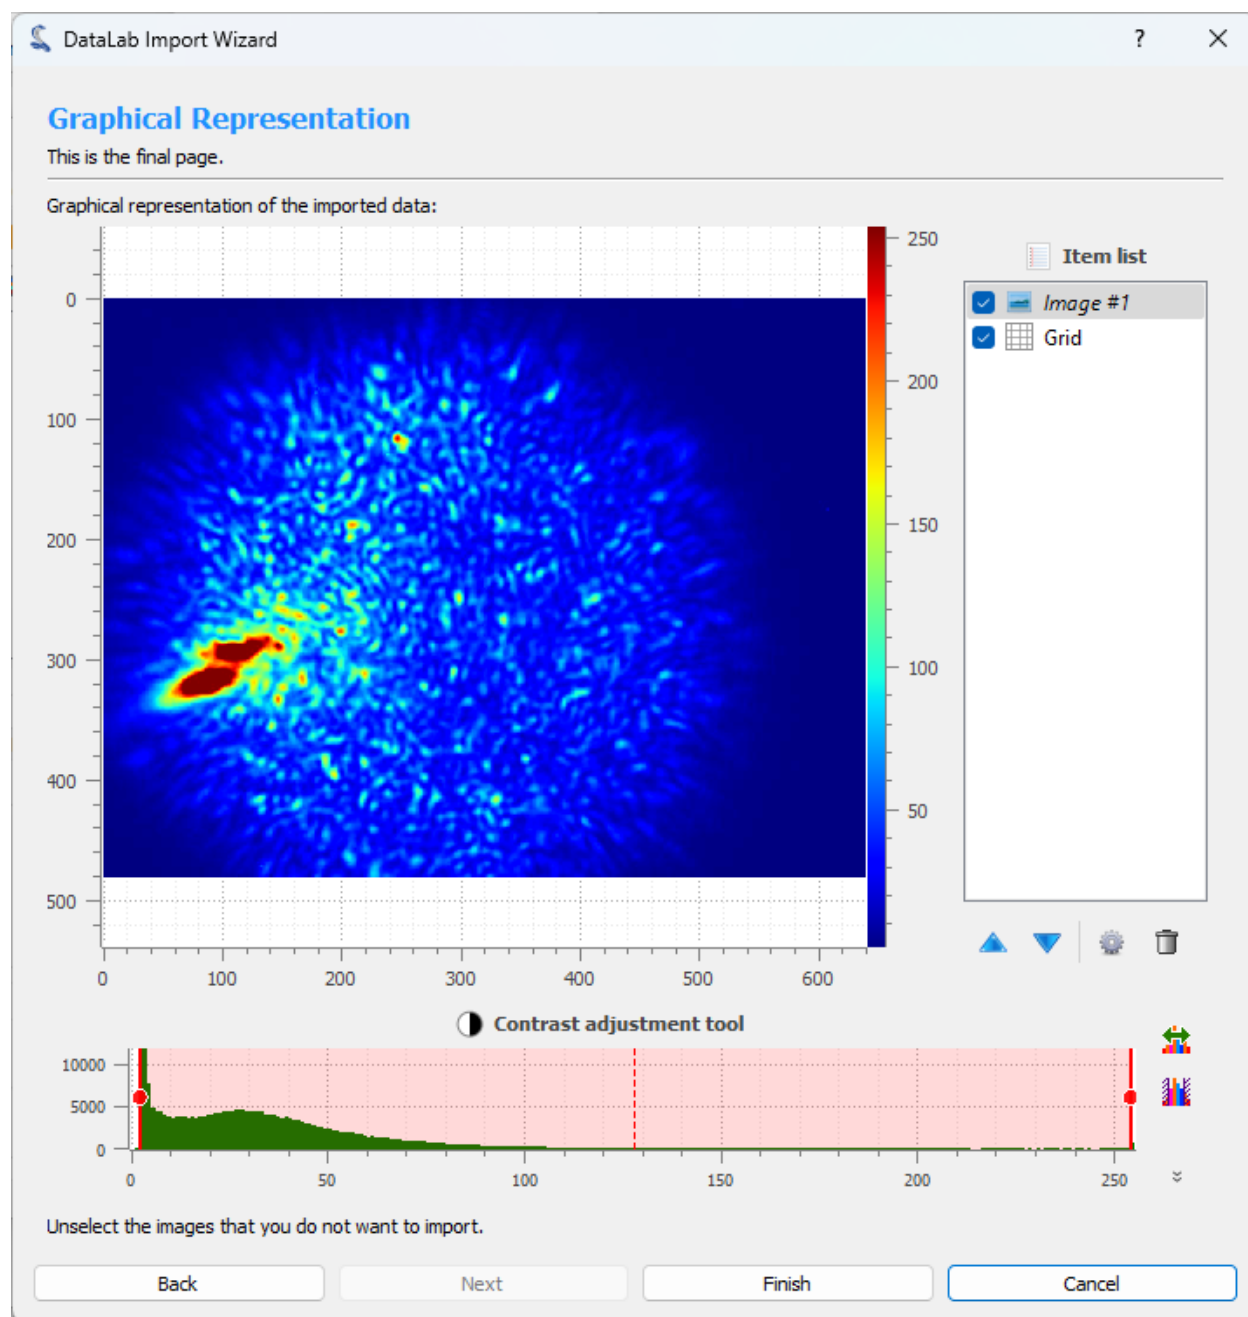 DataLab Import Wizard
?
Graphical Representation
This is the final page.
Graphical representation of the imported data:
0
100
200
300
400
500
0 100 200 300 400 500 600
250
200
150
100
50
Item list
Image #1
Grid
Contrast adjustment tool
10000
5000
0
0 50 100 150 200 250
Unselect the images that you do not want to import.
Back Next Finish Cancel